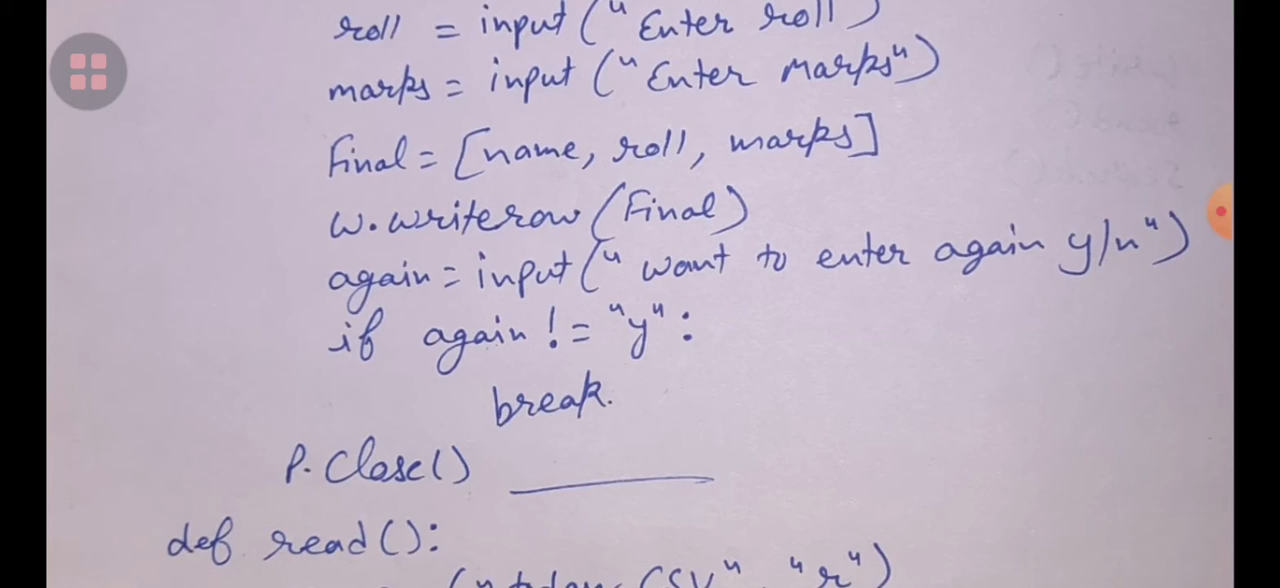 roll = input("Enter roll")
marks = input("Enter marks")
Final = [name, roll, marks]
w.writerow(Final)
again = input("want to enter again y/n")
if again != "y":
break.
P.Close()
def read():
CSV", "r")